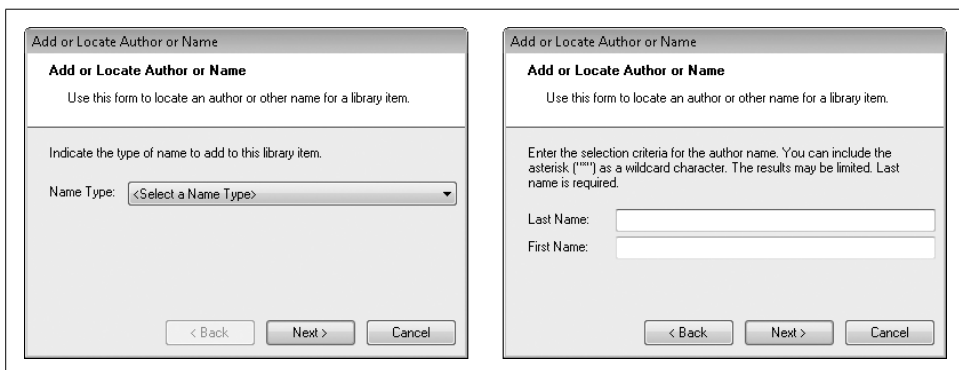 Add or Locate Author or Name
Add or Locate Author or Name
Use this form to locate an author or other name for a library item.
Indicate the type of name to add to this library item.
Name Type: <Select a Name Type>
< Back Next > Cancel
Add or Locate Author or Name
Add or Locate Author or Name
Use this form to locate an author or other name for a library item.
Enter the selection criteria for the author name. You can include the
asterisk ("*") as a wildcard character. The results may be limited. Last
name is required.
Last Name:
First Name:
< Back Next > Cancel